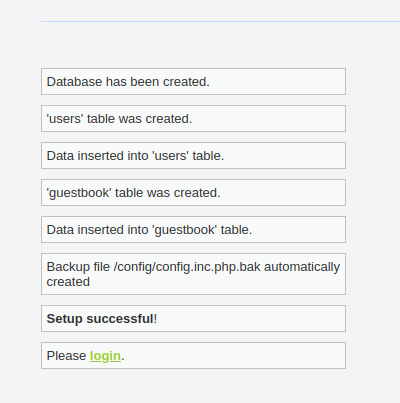 Database has been created.
'users' table was created.
Data inserted into 'users' table.
'guestbook' table was created.
Data inserted into 'guestbook' table.
Backup file /config/config.inc.php.bak automatically
created
Setup successful!
Please login.